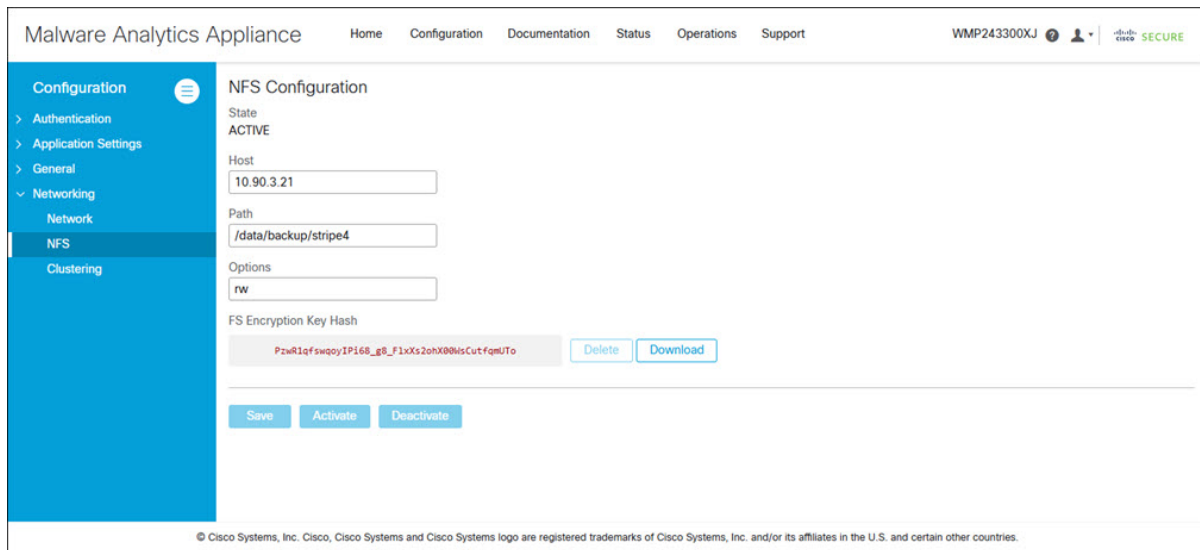 Malware Analytics Appliance Home Configuration Documentation Status Operations Support WMP243300XJ ? CISCO SECURE
Configuration
> Authentication
> Application Settings
> General
Networking
Network
NFS
Clustering
NFS Configuration
State
ACTIVE
Host
10.90.3.21
Path
/data/backup/stripe4
Options
rw
FS Encryption Key Hash
PzwR1qfswqoyIPi68_g8_FlxXs2ohX00WsCutfqmUTo Delete Download
Save Activate Deactivate
© Cisco Systems, Inc. Cisco, Cisco Systems and Cisco Systems logo are registered trademarks of Cisco Systems, Inc. and/or its affiliates in the U.S. and certain other countries.